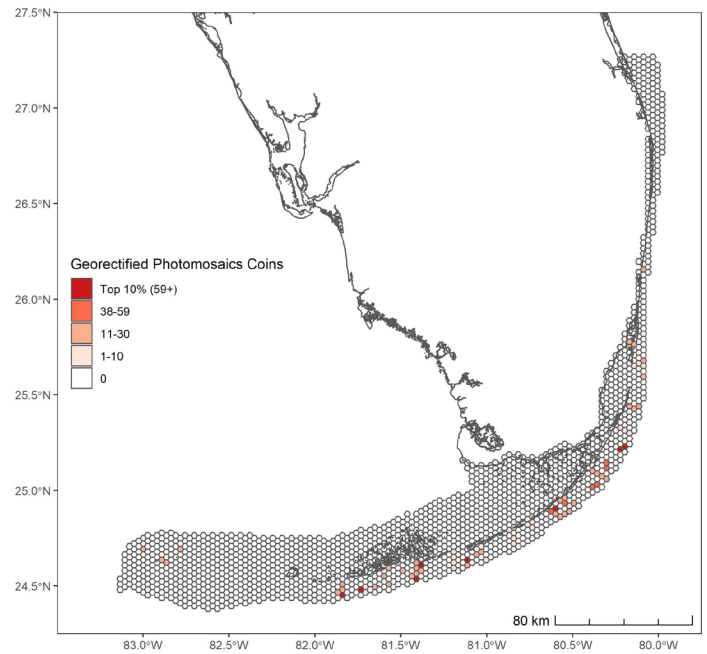 27.5°N
27.0°N
26.5°N
26.0°N
25.5°N
25.0°N
24.5°N
Georectified Photomosaics Coins
Top 10% (59+)
38-59
11-30
1-10
0
80 km
83.0°W
82.5°W
82.0°W
81.5°W
81.0°W
80.5°W
80.0°W